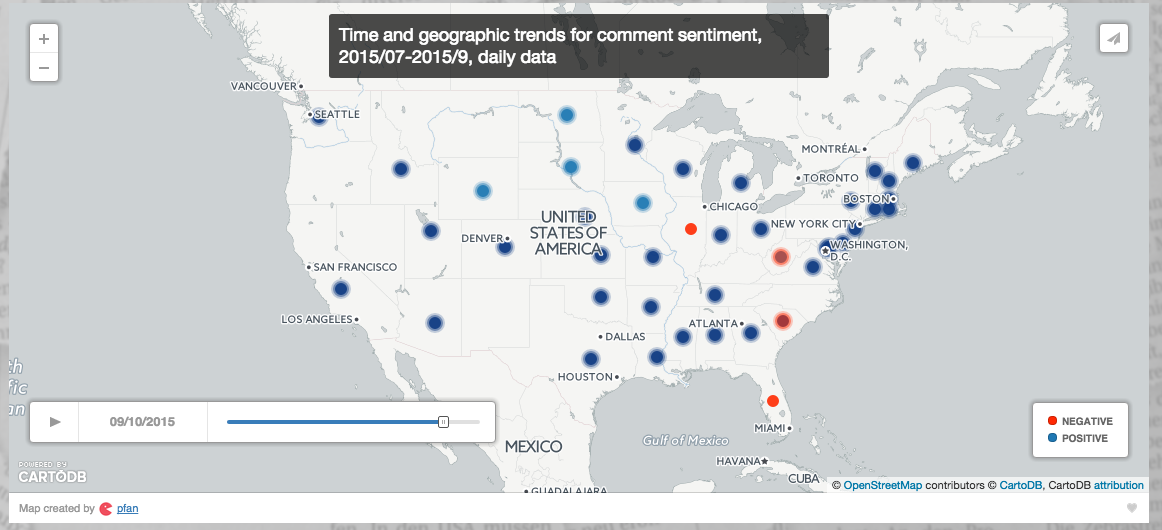 +
−
Time and geographic trends for comment sentiment,
2015/07-2015/9, daily data
VANCOUVER
SEATTLE
MONTRÉAL
TORONTO
BOSTON
CHICAGO
NEW YORK CITY
UNITED
STATES OF
AMERICA
DENVER
WASHINGTON,
D.C.
SAN FRANCISCO
LOS ANGELES
ATLANTA
DALLAS
HOUSTON
MIAMI
MEXICO
Gulf of Mexico
HAVANA
CUBA
GUADALAJARA
09/10/2015
NEGATIVE
POSITIVE
POWERED BY
CARTODB
© OpenStreetMap contributors © CartoDB, CartoDB attribution
Map created by pfan